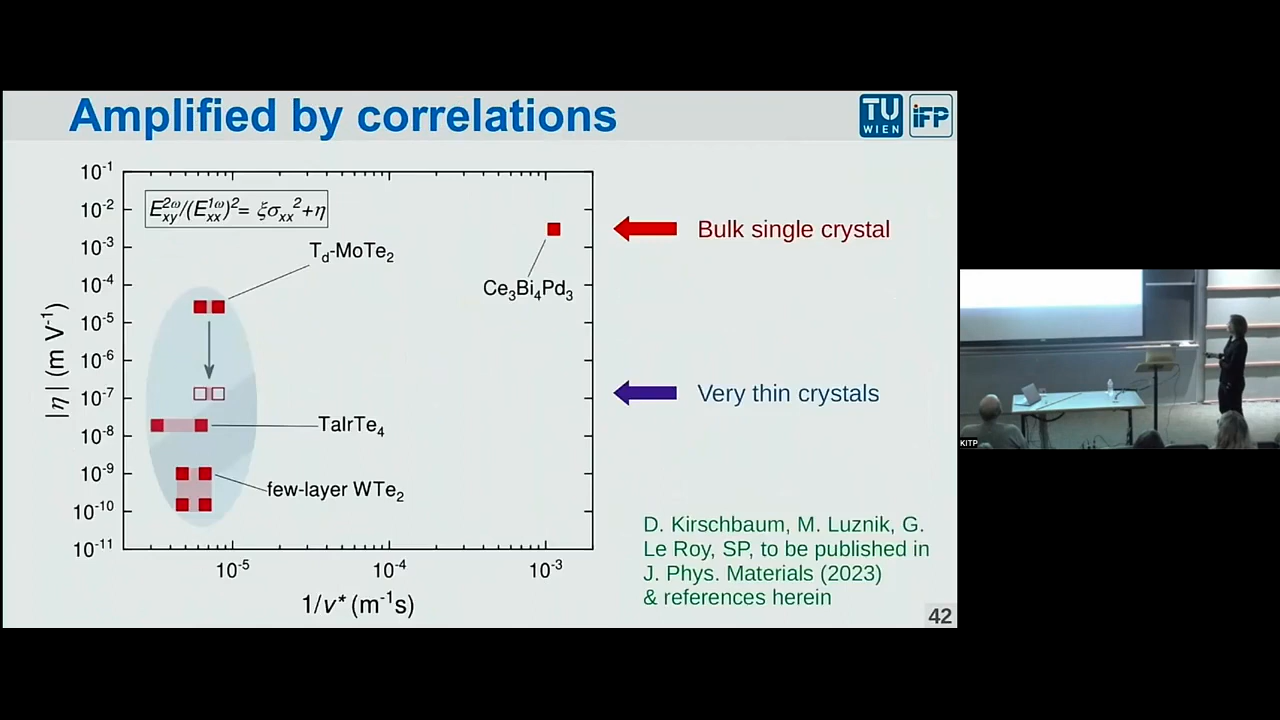 Amplified by correlations
TU
WIEN
iFP
10⁻¹
10⁻²
10⁻³
10⁻⁴
10⁻⁵
10⁻⁶
10⁻⁷
10⁻⁸
10⁻⁹
10⁻¹⁰
10⁻¹¹
|η| (m V⁻¹)
E²ω_xy/(E¹ω_xx)²= ξσ_xx²+η
T_d-MoTe₂
Ce₃Bi₄Pd₃
TaIrTe₄
few-layer WTe₂
10⁻⁵
10⁻⁴
10⁻³
1/v* (m⁻¹s)
Bulk single crystal
Very thin crystals
D. Kirschbaum, M. Luznik, G.
Le Roy, SP, to be published in
J. Phys. Materials (2023)
& references herein
42
KITP